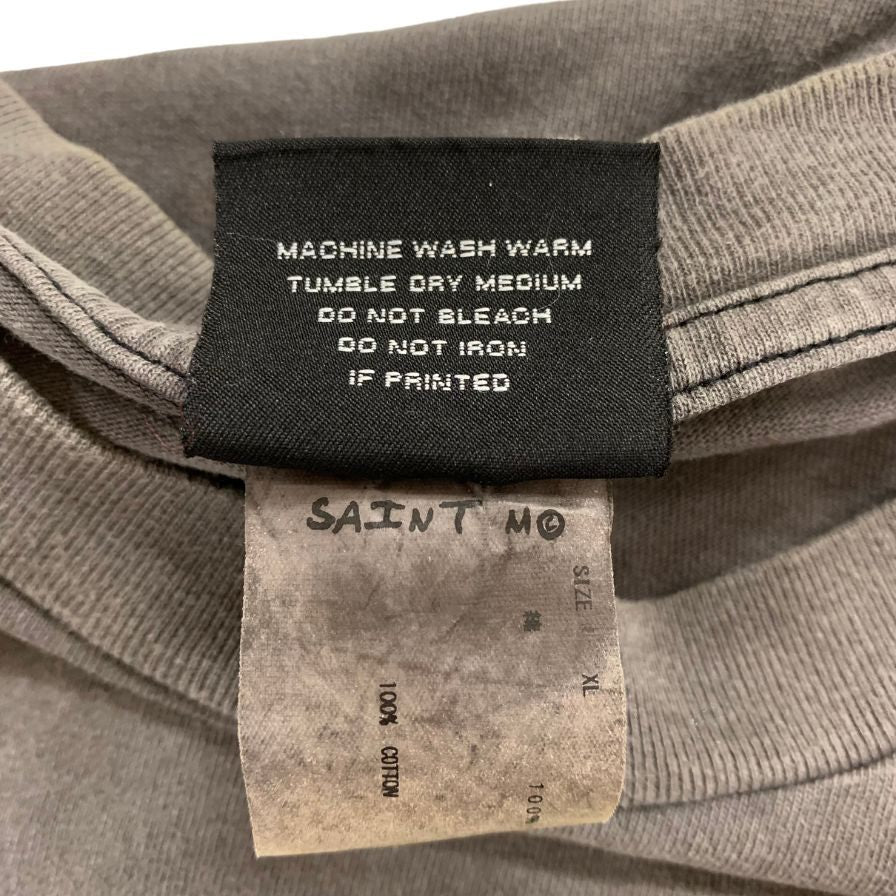 MACHINE WASH WARM
TUMBLE DRY MEDIUM
DO NOT BLEACH
DO NOT IRON
IF PRINTED
SAINT M©
SIZE XL
綿 100%
100% COTTON